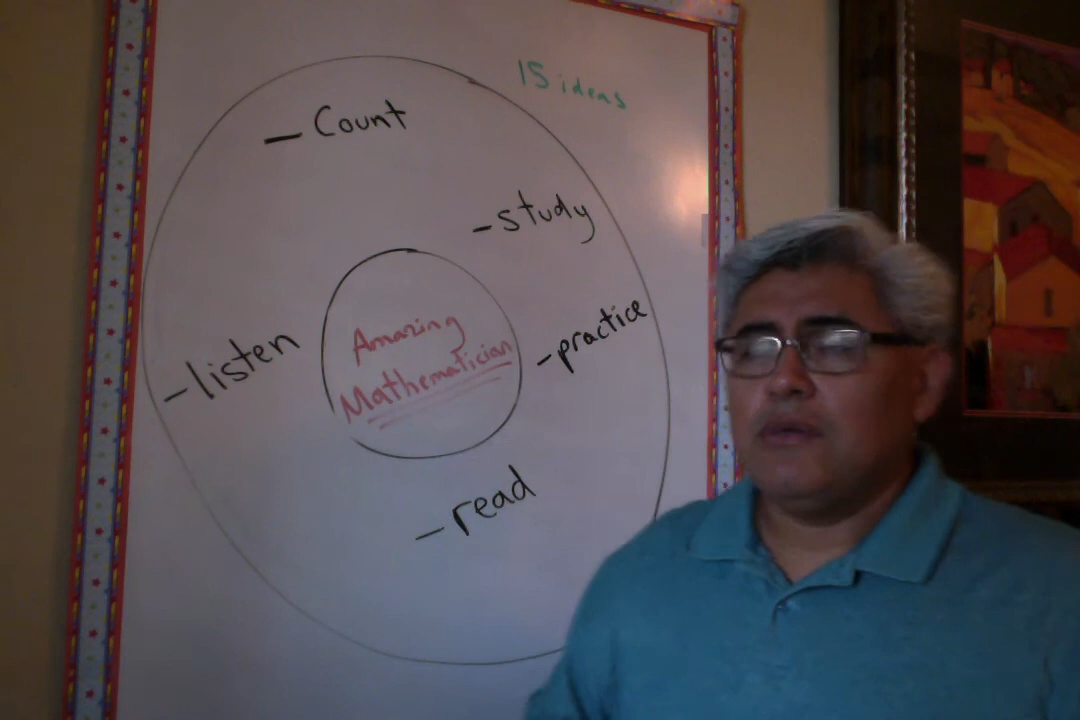 15 ideas
– Count
– study
– practice
– listen
Amazing
Mathematician
– read